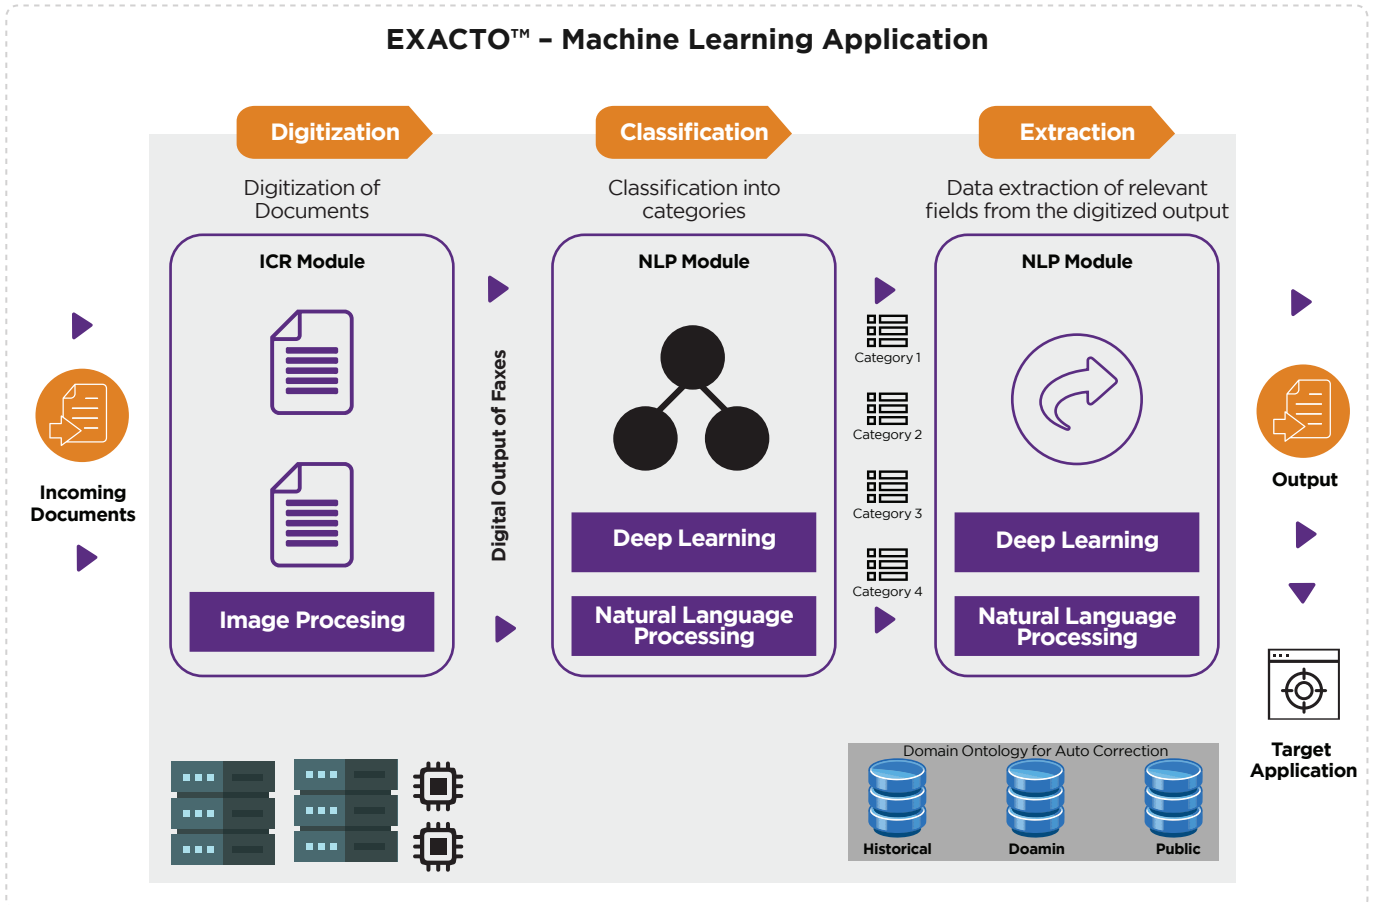 EXACTO™ – Machine Learning Application
Digitization
Classification
Extraction
Digitization of
Documents
Classification into
categories
Data extraction of relevant
fields from the digitized output
ICR Module
NLP Module
NLP Module
Incoming
Documents
Image Procesing
Digital Output of Faxes
Deep Learning
Natural Language
Processing
Category 1
Category 2
Category 3
Category 4
Deep Learning
Natural Language
Processing
Output
Target
Application
Domain Ontology for Auto Correction
Historical
Doamin
Public